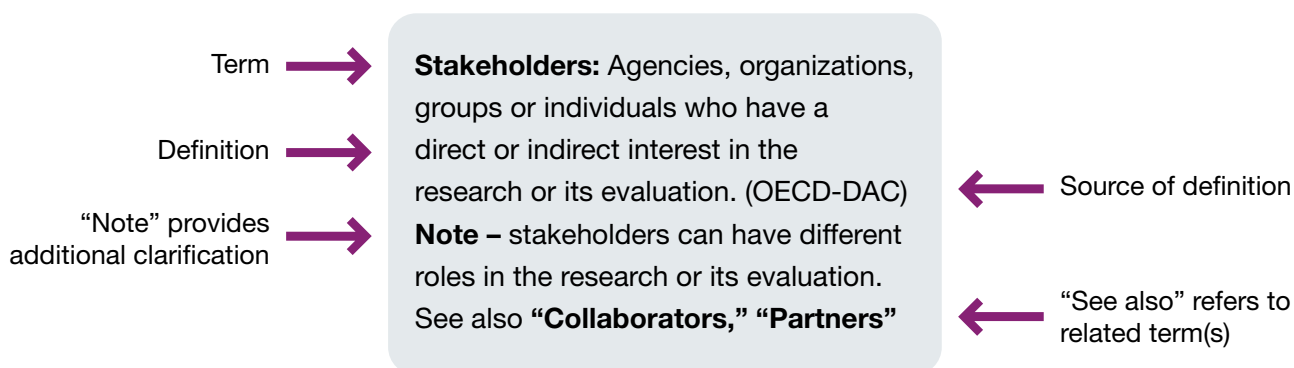 Term
Definition
“Note” provides
additional clarification
Stakeholders: Agencies, organizations,
groups or individuals who have a
direct or indirect interest in the
research or its evaluation. (OECD-DAC)
Note – stakeholders can have different
roles in the research or its evaluation.
See also “Collaborators,” “Partners”
Source of definition
“See also” refers to
related term(s)